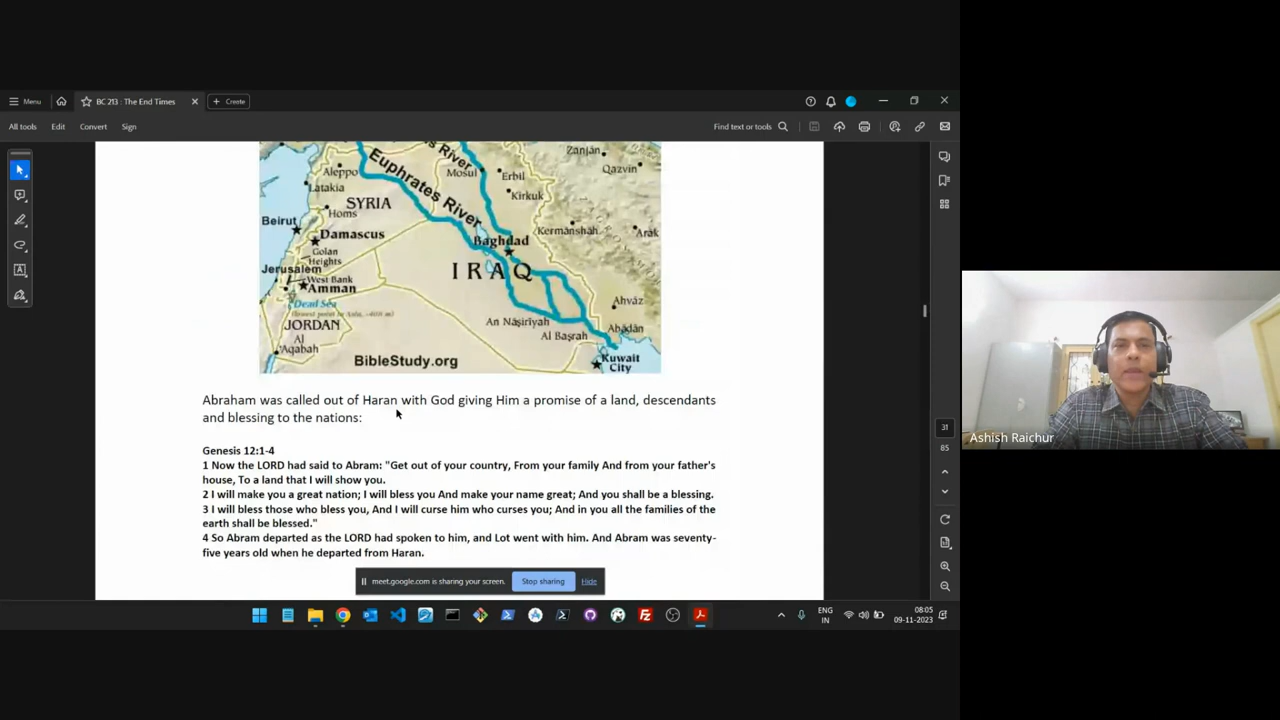 Menu
BC 213 : The End Times
Create
All tools
Edit
Convert
Sign
Find text or tools
Euphrates River
s River
Zanjan
Qazvin
Aleppo
Mosul
Erbil
Latakia
Kirkuk
SYRIA
Homs
Beirut
Damascus
Baghdad
Kermanshah
Arak
Golan
Heights
Jerusalem
West Bank
Amman
IRAQ
Dead Sea
JORDAN
An Nāşirīyah
Ahvāz
Al Başrah
Abādān
Al
'Aqabah
BibleStudy.org
Kuwait
City
Abraham was called out of Haran with God giving Him a promise of a land, descendants
and blessing to the nations:
Genesis 12:1-4
1 Now the LORD had said to Abram: "Get out of your country, From your family And from your father's
house, To a land that I will show you.
2 I will make you a great nation; I will bless you And make your name great; And you shall be a blessing.
3 I will bless those who bless you, And I will curse him who curses you; And in you all the families of the
earth shall be blessed."
4 So Abram departed as the LORD had spoken to him, and Lot went with him. And Abram was seventy-
five years old when he departed from Haran.
31
85
meet.google.com is sharing your screen.
Stop sharing
Hide
ENG
IN
08:05
09-11-2023
Ashish Raichur